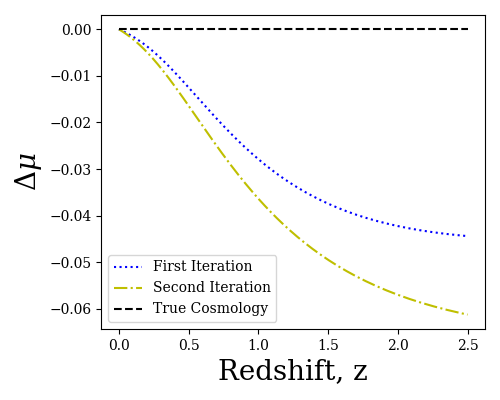 0.00
−0.01
−0.02
−0.03
−0.04
−0.05
−0.06
Δμ
First Iteration
Second Iteration
True Cosmology
0.0 0.5 1.0 1.5 2.0 2.5
Redshift, z